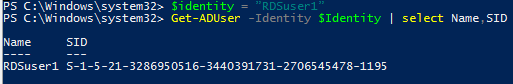 PS C:\Windows\system32> $identity = "RDSuser1"
PS C:\Windows\system32> Get-ADUser -Identity $Identity | select Name,SID
Name SID
---- ---
RDSuser1 S-1-5-21-3286950516-3440391731-2706545478-1195